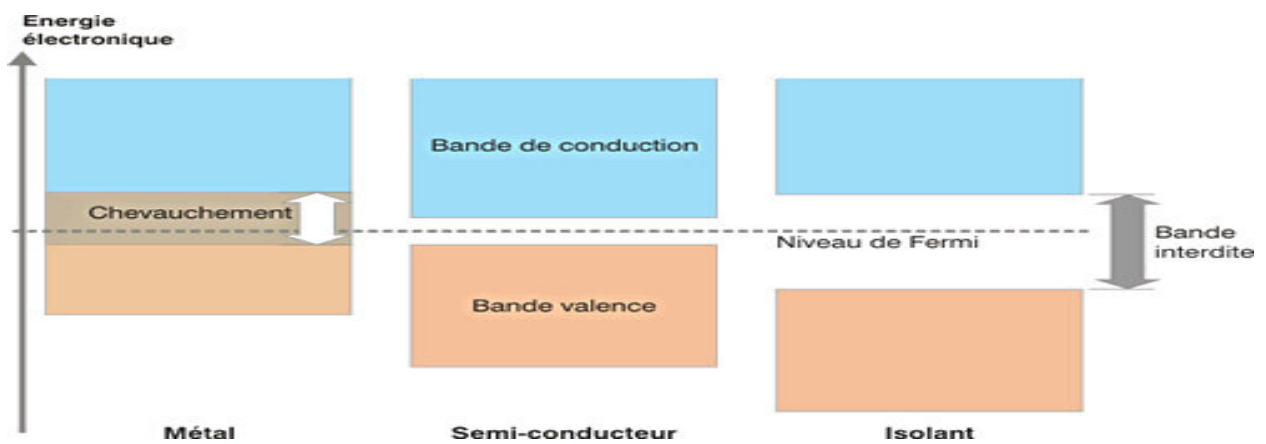 Energie
électronique
Bande de conduction
Chevauchement
Niveau de Fermi
Bande
interdite
Bande valence
Métal
Semi-conducteur
Isolant